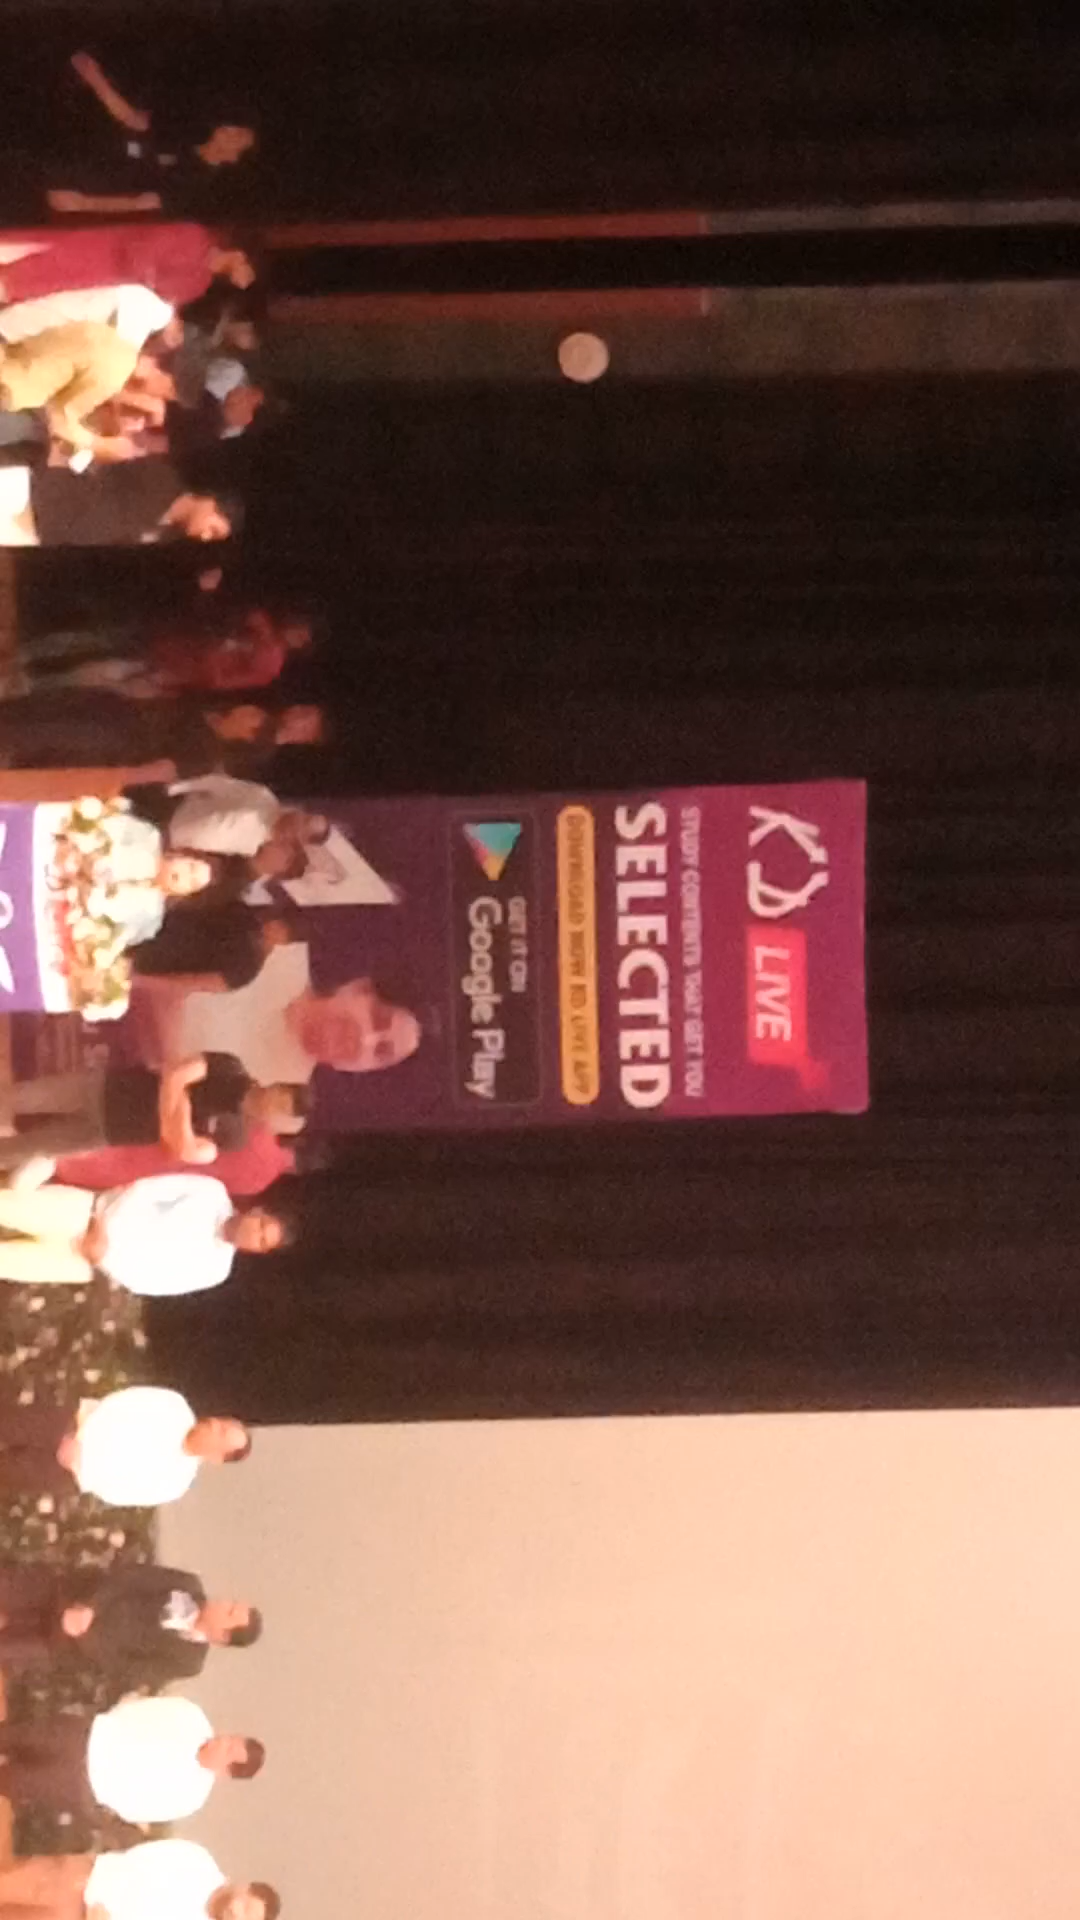 KD LIVE
STUDY CONTENTS THAT GET YOU
SELECTED
DOWNLOAD NOW KD LIVE APP
GET IT ON
Google Play